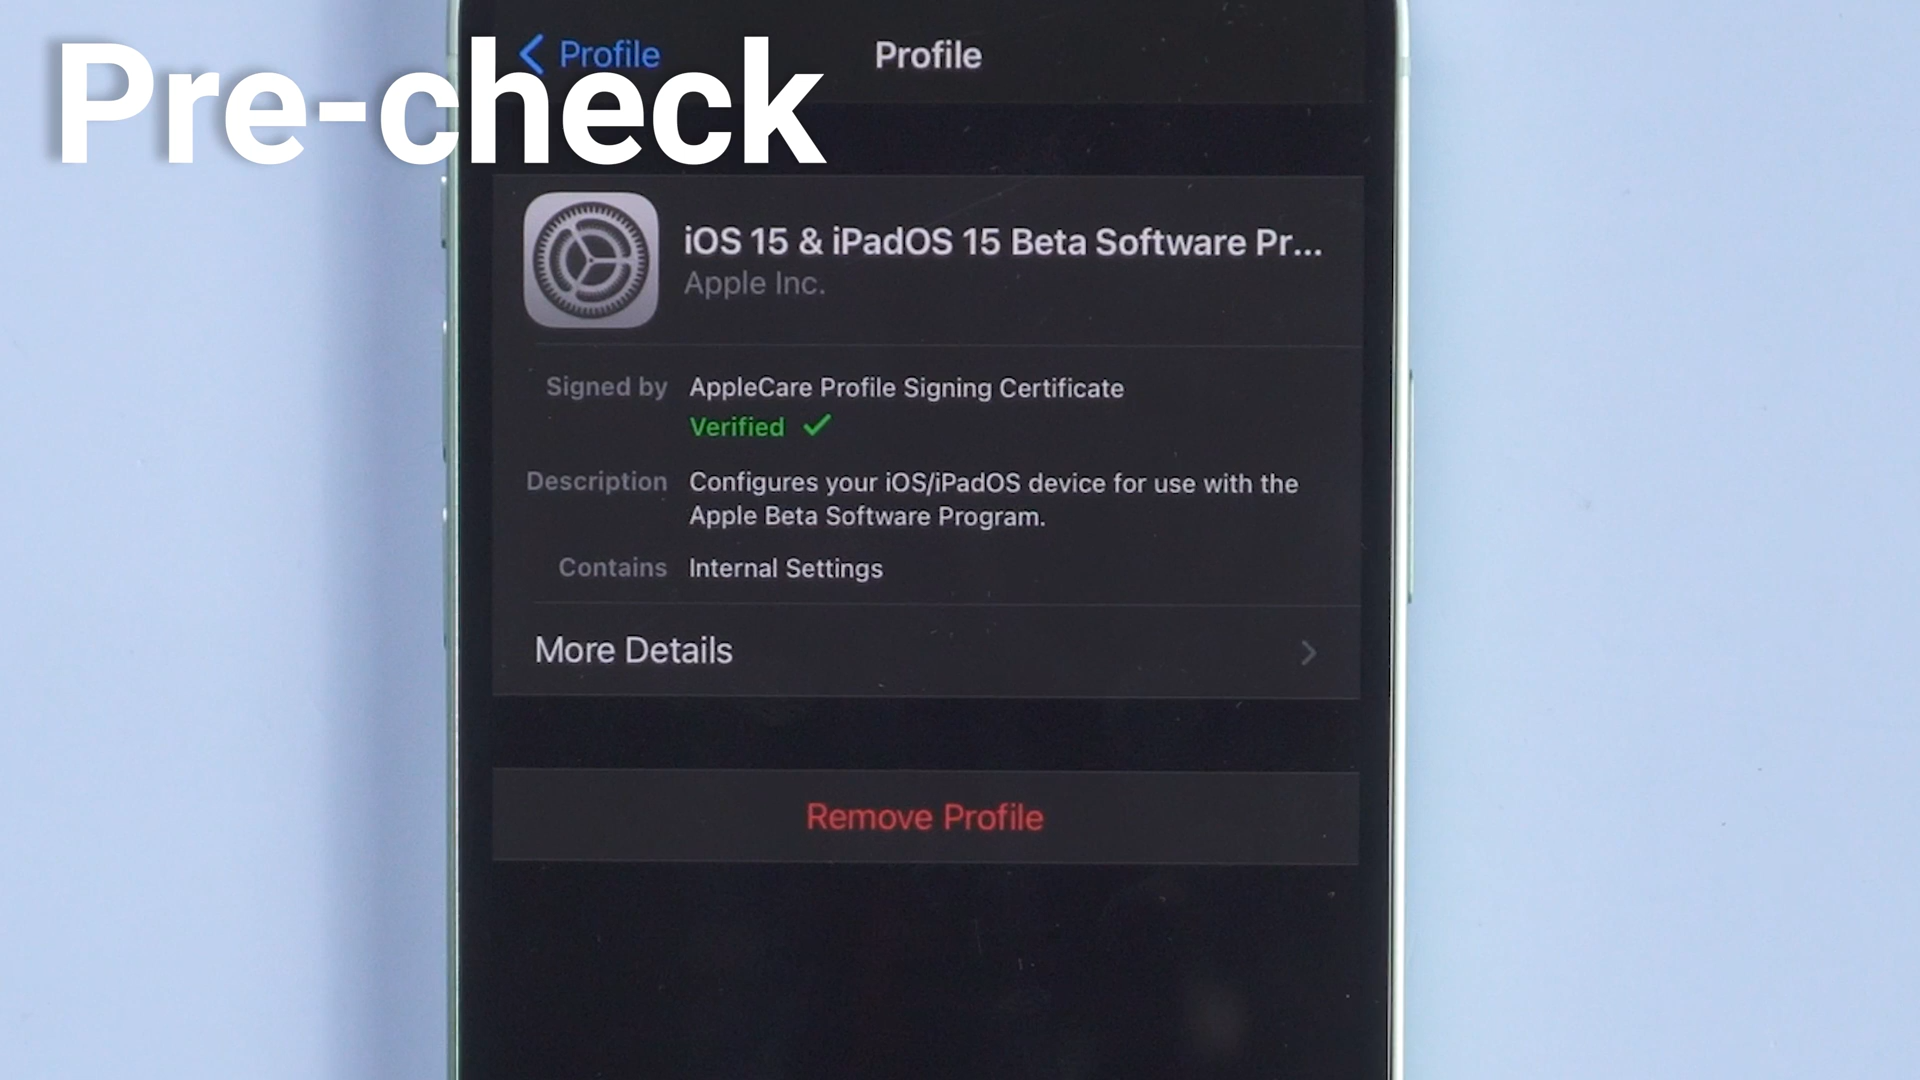 Pre-check
Profile
Profile
iOS 15 & iPadOS 15 Beta Software Pr...
Apple Inc.
Signed by AppleCare Profile Signing Certificate
Verified
Description Configures your iOS/iPadOS device for use with the
Apple Beta Software Program.
Contains Internal Settings
More Details
Remove Profile